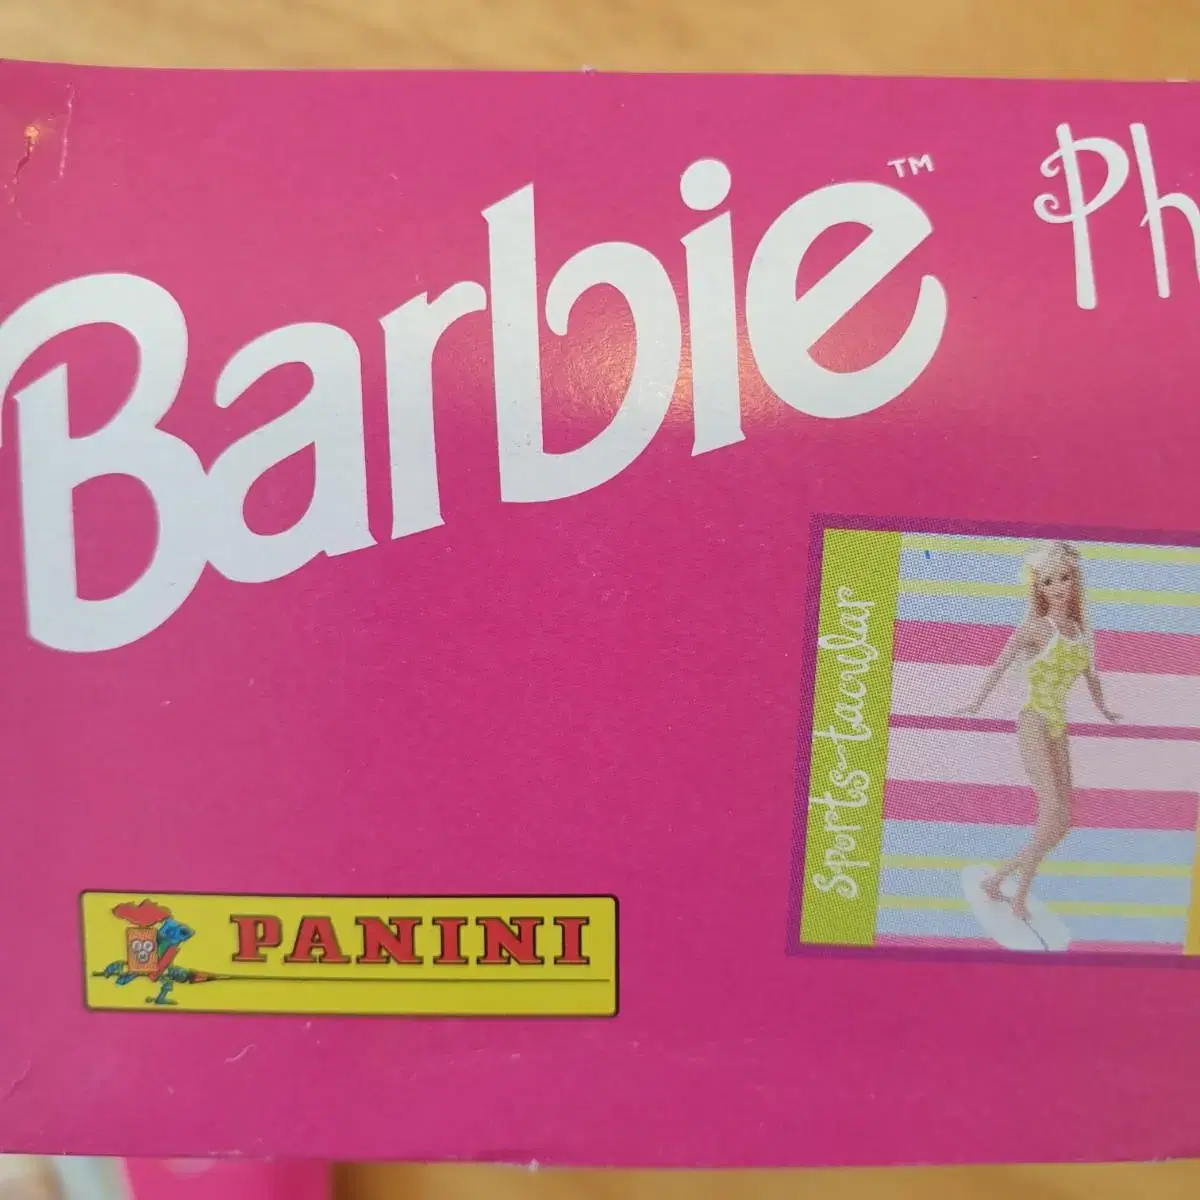 Barbie™ Ph
Sports-tacular
PANINI